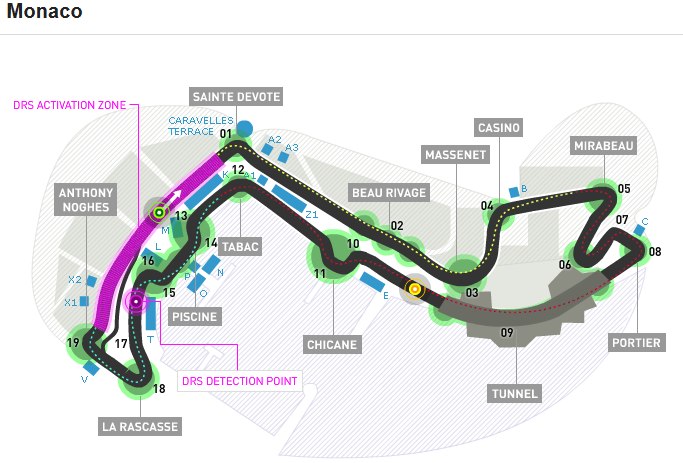 Monaco
DRS ACTIVATION ZONE
SAINTE DEVOTE
CARAVELLES
TERRACE
01
A2
A3
CASINO
MIRABEAU
MASSENET
12
K
A1
Z1
ANTHONY
NOGHES
BEAU RIVAGE
B
05
04
13
M
02
07
C
14
TABAC
10
08
L
16
11
06
N
P
X2
15
O
E
03
X1
PISCINE
09
19
17
T
CHICANE
PORTIER
V
18
DRS DETECTION POINT
TUNNEL
LA RASCASSE